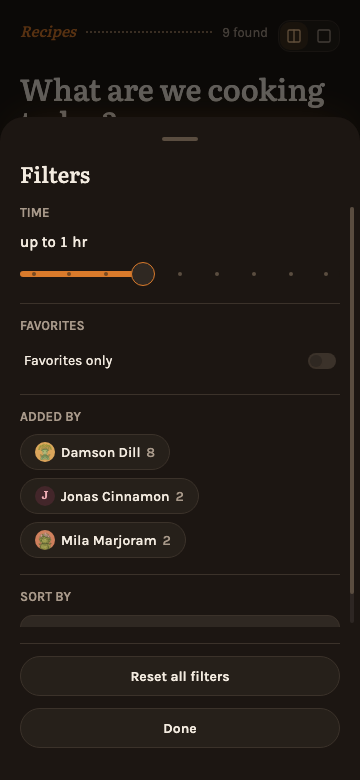 Recipes
9 found
What are we cooking
Filters
TIME
up to 1 hr
FAVORITES
Favorites only
ADDED BY
Damson Dill 8
J Jonas Cinnamon 2
Mila Marjoram 2
SORT BY
Reset all filters
Done